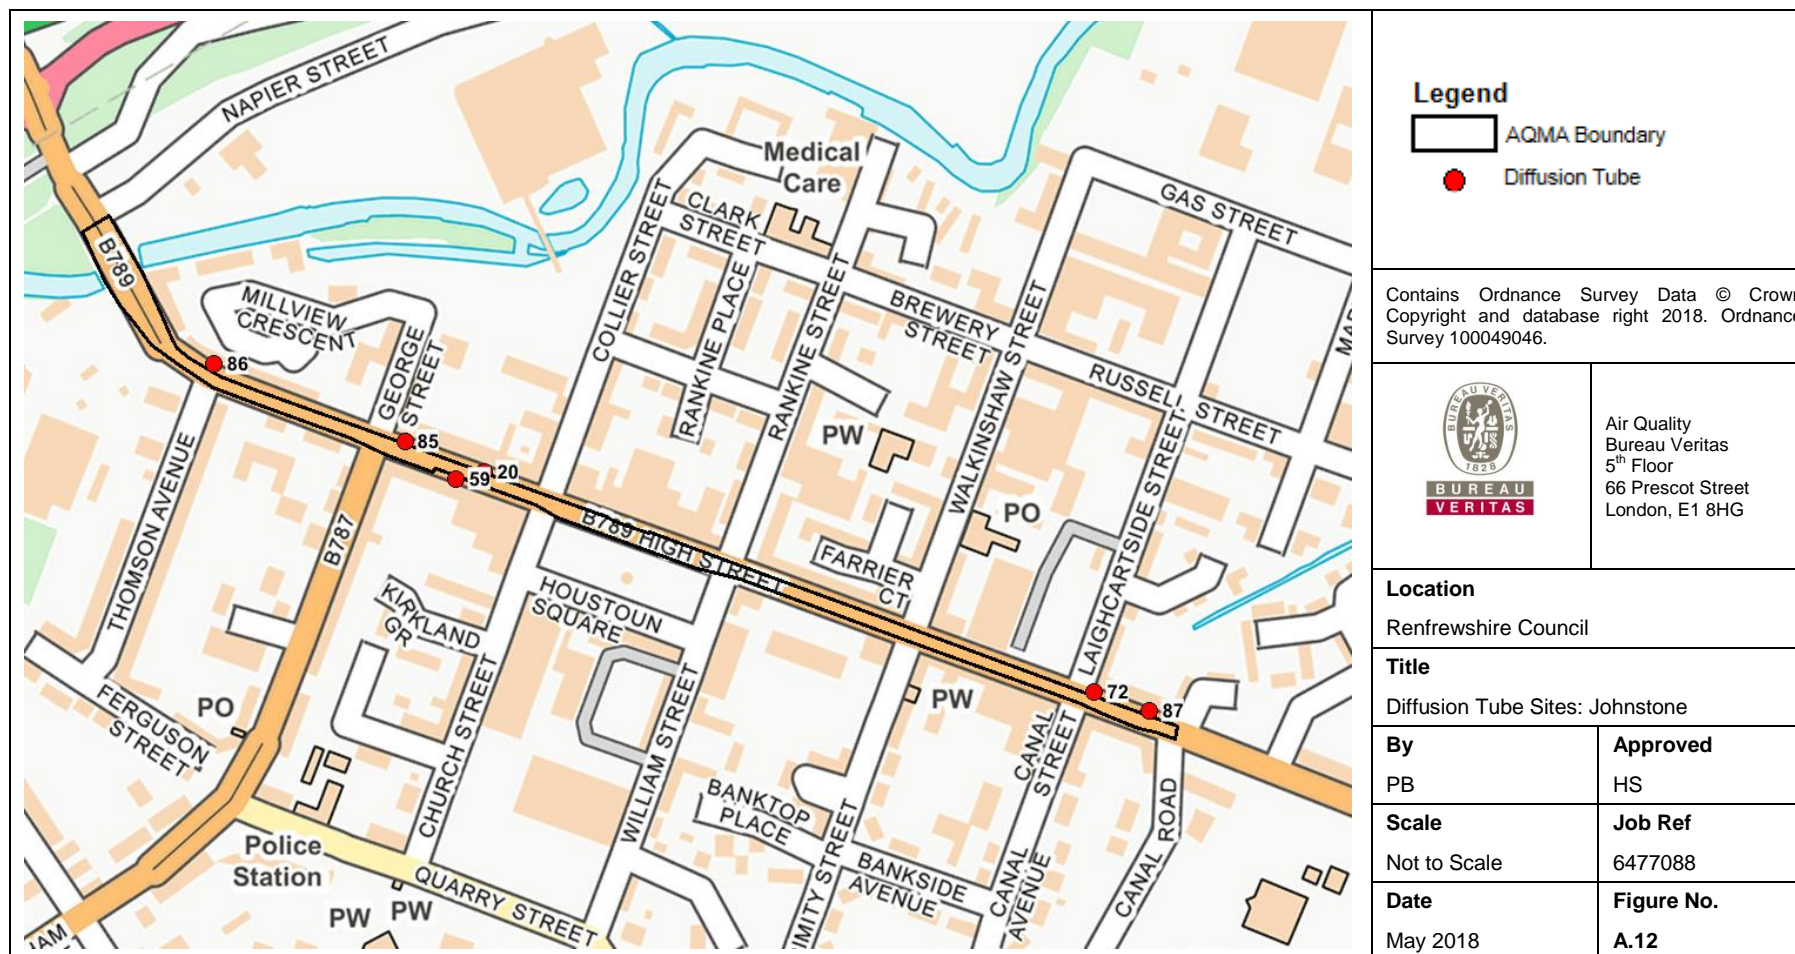 NAPIER STREET
B789
MILLVIEW
CRESCENT
GEORGE
STREET
86
85
20
59
THOMSON AVENUE
B787
COLLIER STREET
CLARK
STREET
Medical
Care
RANKINE PLACE
RANKINE STREET
BREWERY
STREET
WALKINSHAW STREET
GAS STREET
RUSSELL STREET
LAIGHCARTSIDE STREET
PW
PO
FARRIER
CT
B789 HIGH STREET
HOUSTOUN
SQUARE
KIRKLAND
GR
CHURCH STREET
WILLIAM STREET
FERGUSON
STREET
PO
Police
Station
PW
PW
QUARRY STREET
BANKTOP
PLACE
BANKSIDE
AVENUE
PW
CANAL
STREET
CANAL
AVENUE
CANAL ROAD
72
87
Legend
AQMA Boundary
Diffusion Tube
Contains Ordnance Survey Data © Crown
Copyright and database right 2018. Ordnance
Survey 100049046.
BUREAU VERITAS
1828
BUREAU
VERITAS
Air Quality
Bureau Veritas
5th Floor
66 Prescot Street
London, E1 8HG
Location
Renfrewshire Council
Title
Diffusion Tube Sites: Johnstone
By
Approved
PB
HS
Scale
Job Ref
Not to Scale
6477088
Date
Figure No.
May 2018
A.12